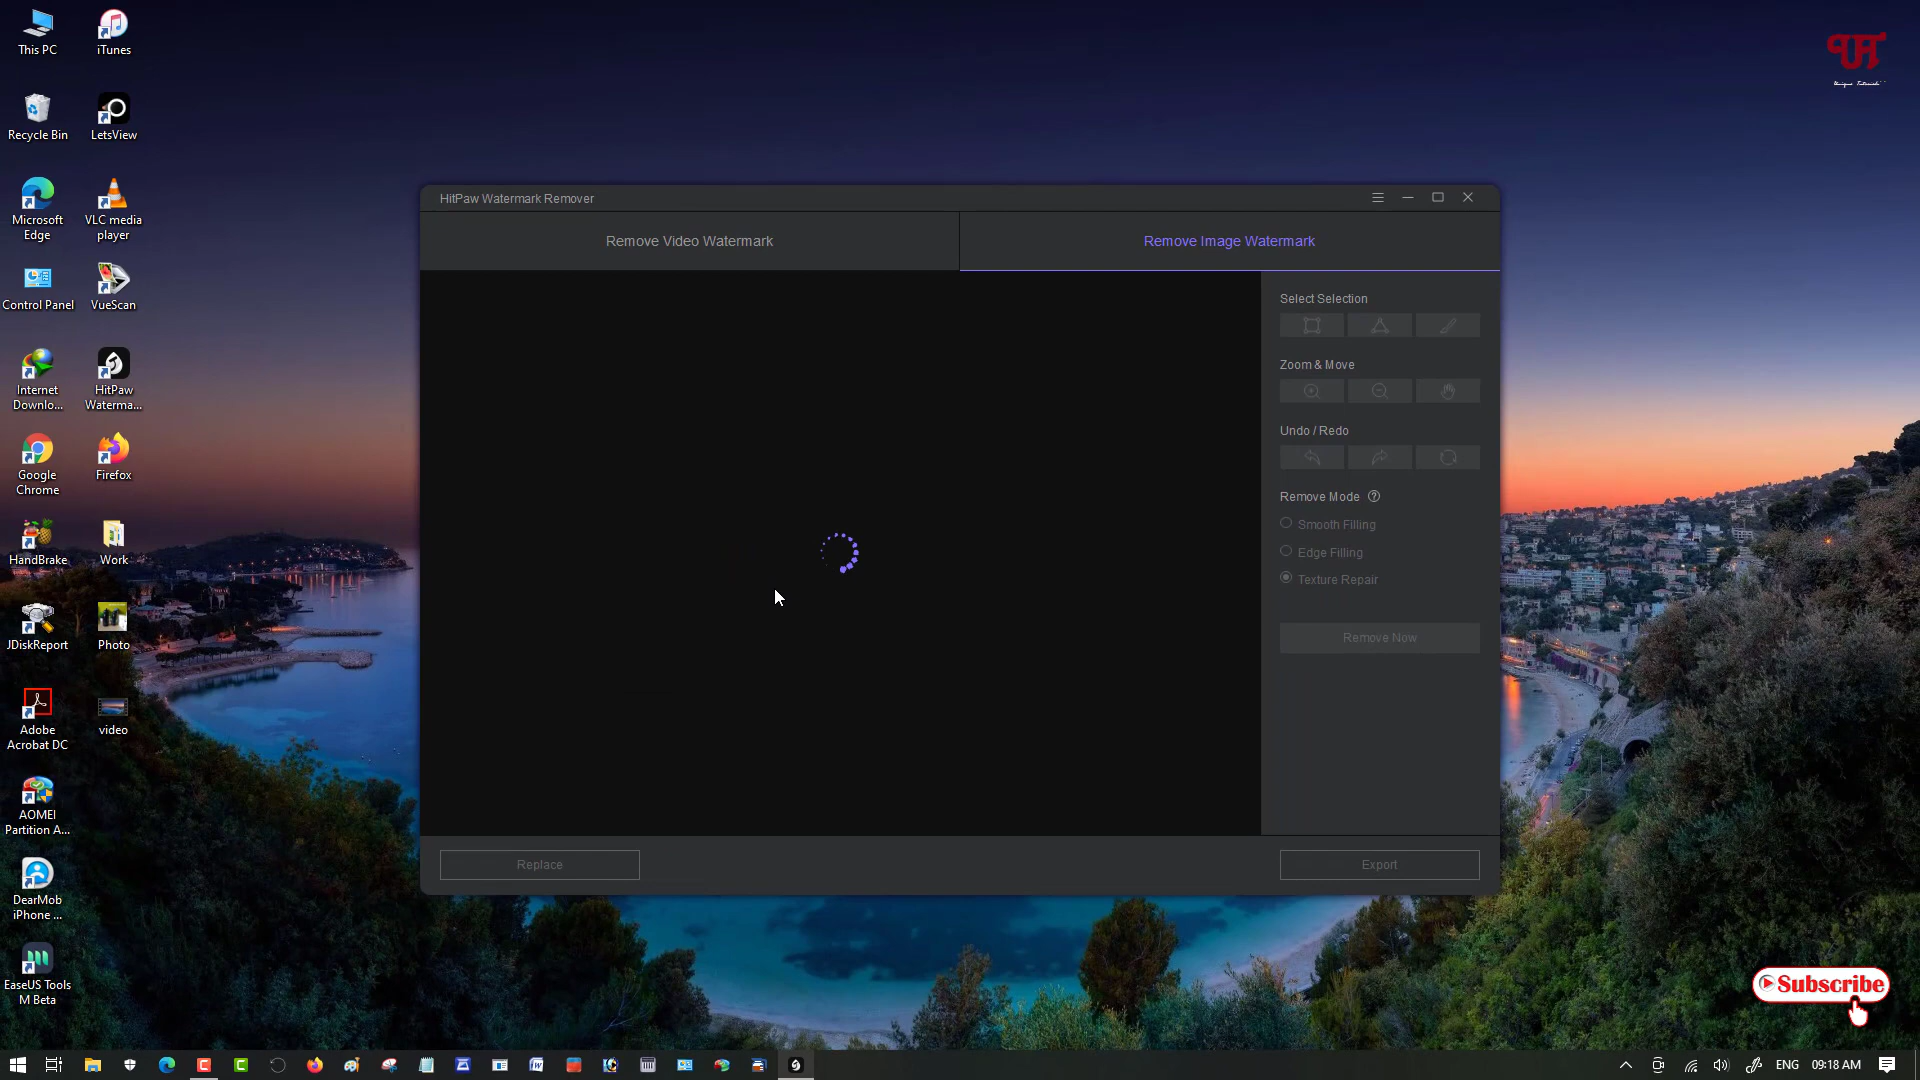 This PC
iTunes
Recycle Bin
LetsView
Microsoft
Edge
VLC media
player
Control Panel
VueScan
Internet
Downlo...
HitPaw
Waterma...
Google
Chrome
Firefox
HandBrake
Work
JDiskReport
Photo
Adobe
Acrobat DC
video
AOMEI
Partition A...
DearMob
iPhone ...
EaseUS Tools
M Beta
HitPaw Watermark Remover
Remove Video Watermark
Remove Image Watermark
Select Selection
Zoom & Move
Undo / Redo
Remove Mode ?
Smooth Filling
Edge Filling
Texture Repair
Remove Now
Replace
Export
UT
Unique Tutorials
Subscribe
ENG
09:18 AM